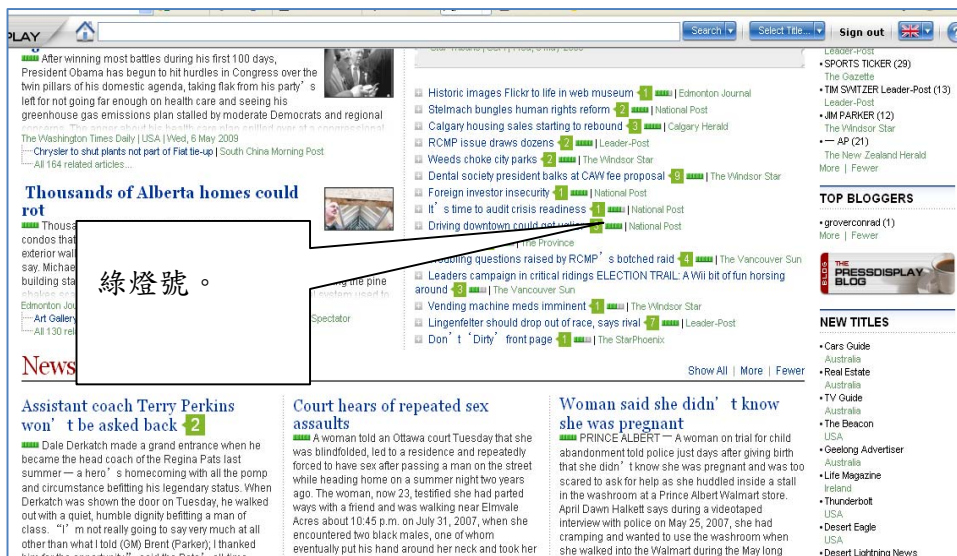 PLAY
Search
Select Title...
Sign out
After winning most battles during his first 100 days,
President Obama has begun to hit hurdles in Congress over the
twin pillars of his domestic agenda, taking flak from his party's
left for not going far enough on health care and seeing his
greenhouse gas emissions plan stalled by moderate Democrats and regional
The Washington Times Daily | USA | Wed, 6 May 2009
Chrysler to shut plants not part of Fiat tie-up | South China Morning Post
All 164 related articles...
Thousands of Alberta homes could
rot
Thousa
condos that
exterior wall
say. Michae
building sta
ng the pine
Edmonton Jou
Art Gallery
Spectator
All 130 rel
綠燈號。
Historic images Flickr to life in web museum 1 | Edmonton Journal
Stelmach bungles human rights reform 2 | National Post
Calgary housing sales starting to rebound 3 | Calgary Herald
RCMP issue draws dozens 2 | Leader-Post
Weeds choke city parks 2 | The Windsor Star
Dental society president balks at CAW fee proposal 9 | The Windsor Star
Foreign investor insecurity 1 | National Post
It's time to audit crisis readiness 1 | National Post
Driving downtown could get | National Post
The Province
questions raised by RCMP's botched raid 4 | The Vancouver Sun
Leaders campaign in critical ridings ELECTION TRAIL: A Wii bit of fun horsing
around 3 | The Vancouver Sun
Vending machine meds imminent 1 | The Windsor Star
Lingenfelter should drop out of race, says rival 7 | Leader-Post
Don't 'Dirty' front page 1 | The StarPhoenix
Leader-Post
• SPORTS TICKER (29)
The Gazette
• TIM SWITZER Leader-Post (13)
Leader-Post
• JIM PARKER (12)
The Windsor Star
• — AP (21)
The New Zealand Herald
More | Fewer
TOP BLOGGERS
• groverconrad (1)
More | Fewer
BLOG
THE
PRESSDISPLAY
BLOG
NEW TITLES
• Cars Guide
Australia
• Real Estate
Australia
• TV Guide
Australia
• The Beacon
USA
• Geelong Advertiser
Australia
• Life Magazine
Ireland
• Thunderbolt
USA
• Desert Eagle
USA
• Desert Lightning News
News
Show All | More | Fewer
Assistant coach Terry Perkins
won't be asked back 2
Dale Derkatch made a grand entrance when he
became the head coach of the Regina Pats last
summer — a hero's homecoming with all the pomp
and circumstance befitting his legendary status. When
Derkatch was shown the door on Tuesday, he walked
out with a quiet, humble dignity befitting a man of
class. "I'm not really going to say very much at all
other than what I told (GM) Brent (Parker); I thanked
Court hears of repeated sex
assaults
A woman told an Ottawa court Tuesday that she
was blindfolded, led to a residence and repeatedly
forced to have sex after passing a man on the street
while heading home on a summer night two years
ago. The woman, now 23, testified she had parted
ways with a friend and was walking near Elmvale
Acres about 10:45 p.m. on July 31, 2007, when she
encountered two black males, one of whom
eventually put his hand around her neck and took her
Woman said she didn't know
she was pregnant
PRINCE ALBERT — A woman on trial for child
abandonment told police just days after giving birth
that she didn't know she was pregnant and was too
scared to ask for help as she huddled inside a stall
in the washroom at a Prince Albert Walmart store.
April Dawn Halkett says during a videotaped
interview with police on May 25, 2007, she had
cramping and wanted to use the washroom when
she walked into the Walmart during the May long